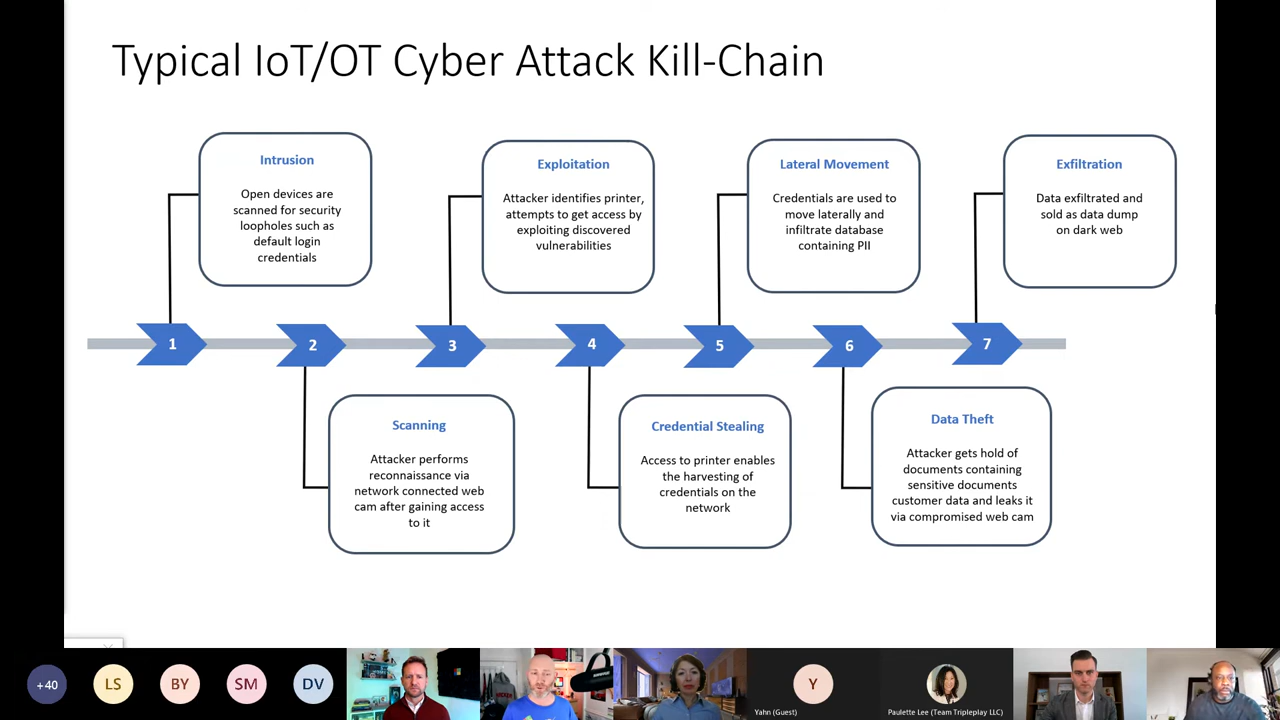 Typical IoT/OT Cyber Attack Kill-Chain
Intrusion
Open devices are
scanned for security
loopholes such as
default login
credentials
Exploitation
Attacker identifies printer,
attempts to get access by
exploiting discovered
vulnerabilities
Lateral Movement
Credentials are used to
move laterally and
infiltrate database
containing PII
Exfiltration
Data exfiltrated and
sold as data dump
on dark web
1
2
3
4
5
6
7
Scanning
Attacker performs
reconnaissance via
network connected web
cam after gaining access
to it
Credential Stealing
Access to printer enables
the harvesting of
credentials on the
network
Data Theft
Attacker gets hold of
documents containing
sensitive documents
customer data and leaks it
via compromised web cam
+40
LS
BY
SM
DV
Y
Yahn (Guest)
Paulette Lee (Team Tripleplay LLC)